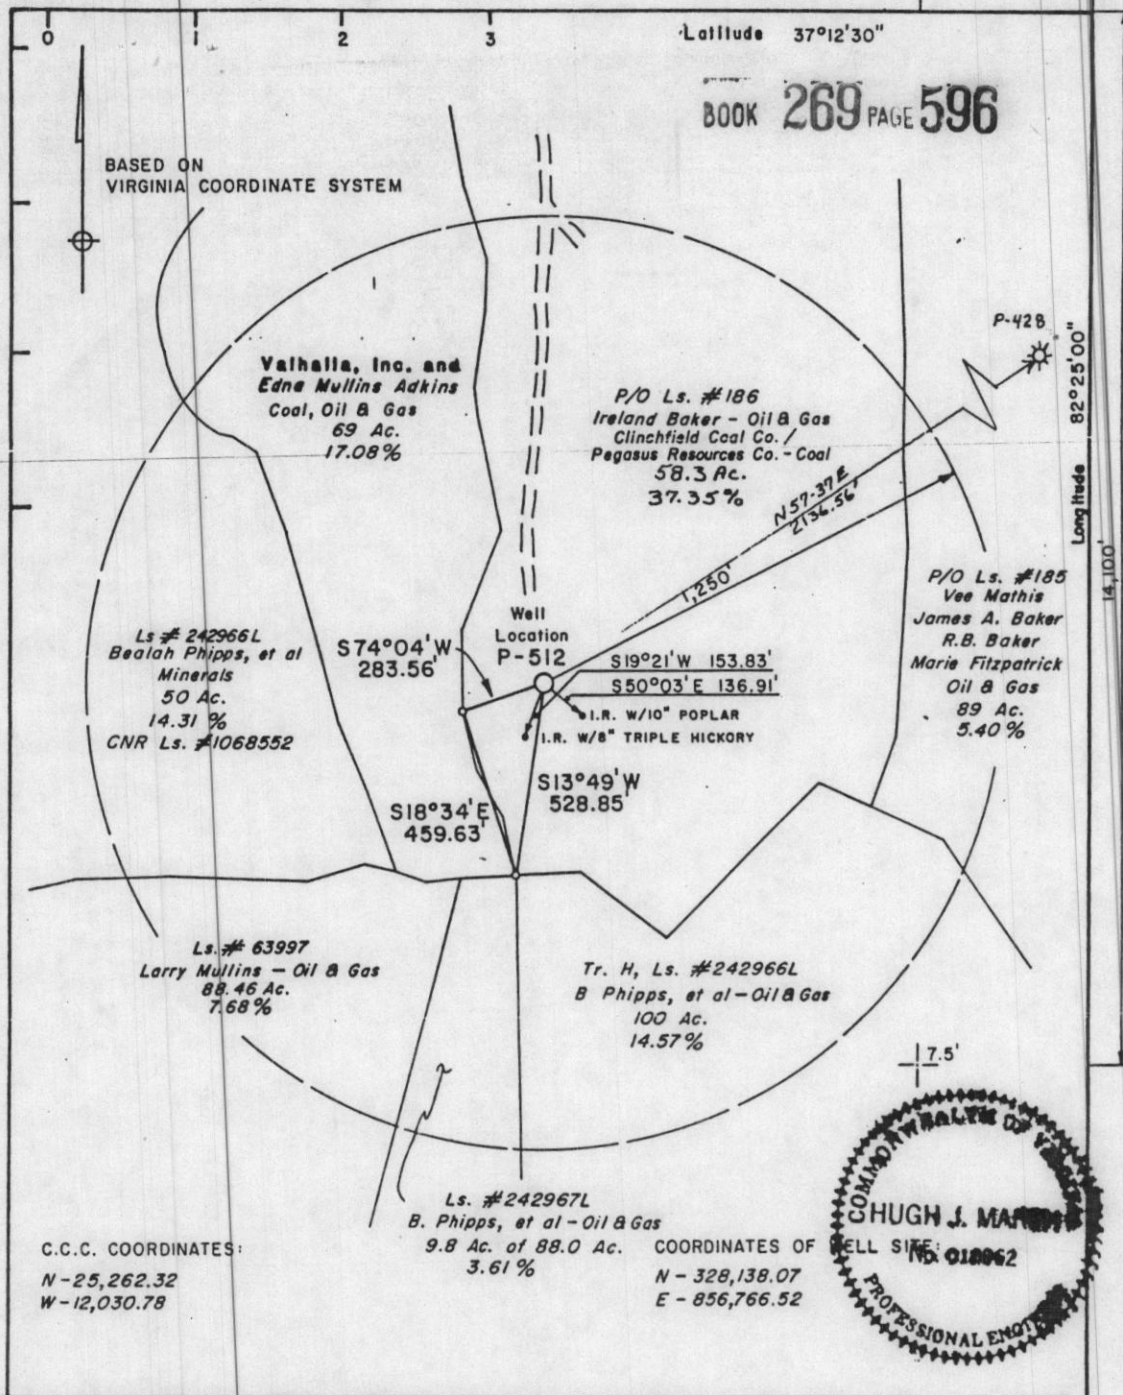 0 1 2 3
Latitude 37°12'30"
BOOK 269 PAGE 596
BASED ON
VIRGINIA COORDINATE SYSTEM
P-428
Longitude 82°25'00"
14,100'
Valhalla, Inc. and
Edna Mullins Adkins
Coal, Oil & Gas
69 Ac.
17.08%
P/O Ls. #186
Ireland Baker - Oil & Gas
Clinchfield Coal Co./
Pegasus Resources Co. - Coal
58.3 Ac.
37.35%
N57-37E
2136.56'
1,250'
P/O Ls. #185
Vee Mathis
James A. Baker
R.B. Baker
Marie Fitzpatrick
Oil & Gas
89 Ac.
5.40%
Ls # 242966L
Bealah Phipps, et al
Minerals
50 Ac.
14.31 %
CNR Ls. #1068552
Well
Location
P-512
S74°04'W
283.56'
S19°21'W 153.83'
S50°03'E 136.91'
I.R. W/10" POPLAR
I.R. W/8" TRIPLE HICKORY
S13°49'W
528.85'
S18°34'E
459.63'
Ls. # 63997
Larry Mullins - Oil & Gas
88.46 Ac.
7.68%
Tr. H, Ls. #242966L
B Phipps, et al - Oil & Gas
100 Ac.
14.57%
7.5'
Ls. #242967L
B. Phipps, et al - Oil & Gas
9.8 Ac. of 88.0 Ac.
3.61 %
C.C.C. COORDINATES:
N - 25,262.32
W - 12,030.78
COORDINATES OF WELL SITE:
N - 328,138.07
E - 856,766.52
COMMONWEALTH OF VIRGINIA
HUGH J.
No.
PROFESSIONAL ENGINEER